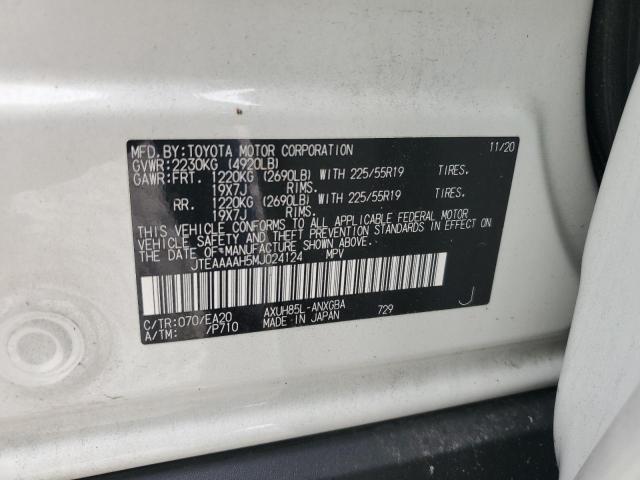 MFD.BY:TOYOTA MOTOR CORPORATION 11/20
GVWR:2230KG (4920LB)
GAWR:FRT. 1220KG (2690LB) WITH 225/55R19 TIRES.
19X7J RIMS.
RR. 1220KG (2690LB) WITH 225/55R19 TIRES.
19X7J RIMS.
THIS VEHICLE CONFORMS TO ALL APPLICABLE FEDERAL MOTOR
VEHICLE SAFETY AND THEFT PREVENTION STANDARDS IN EFFECT ON
THE DATE OF MANUFACTURE SHOWN ABOVE.
JTEAAAAH5MJ024124 MPV
C/TR:070/EA20 AXUH85L-ANXGBA 729 J
A/TM: /P710 MADE IN JAPAN